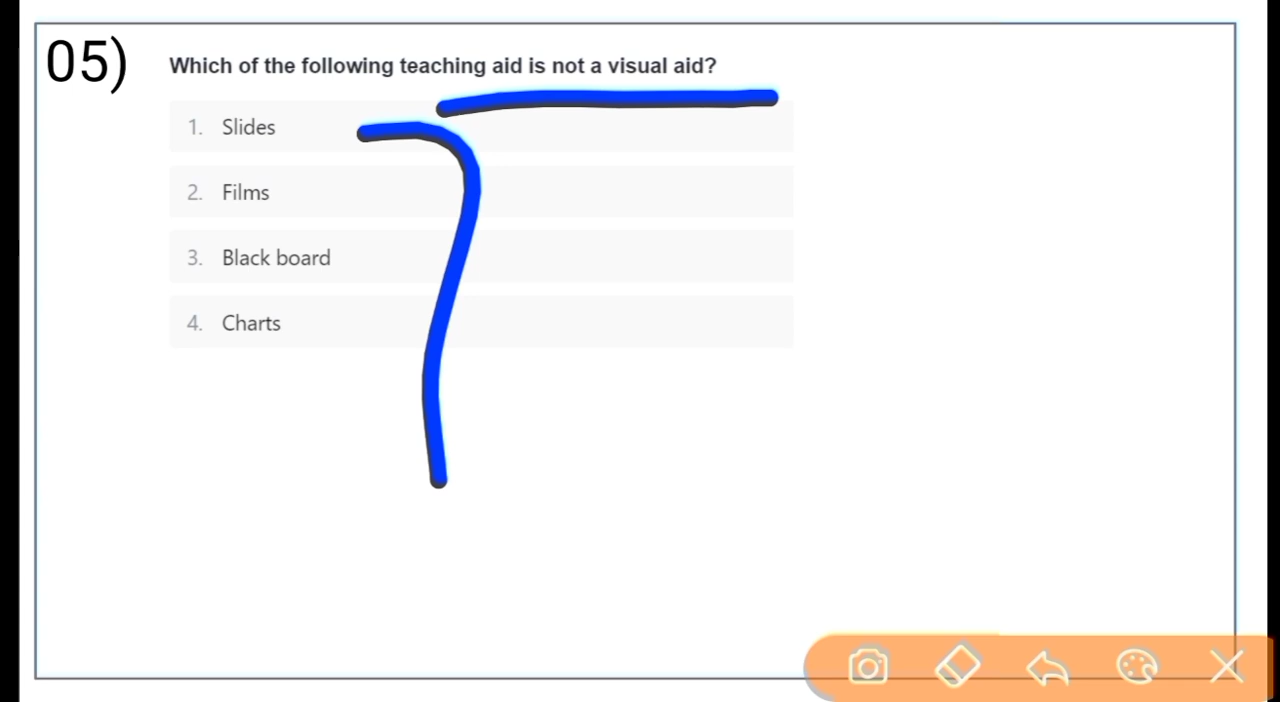 05)
Which of the following teaching aid is not a visual aid?
1. Slides
2. Films
3. Black board
4. Charts